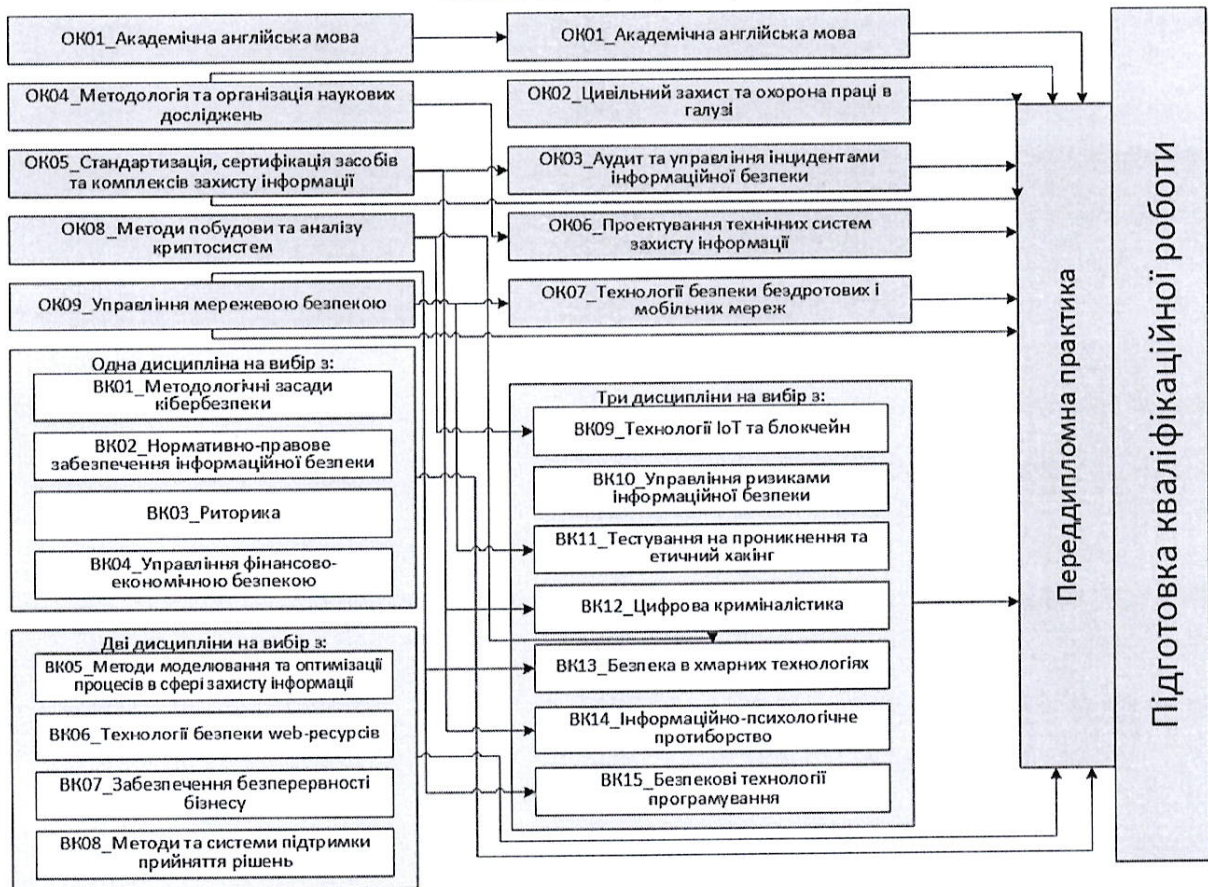 ОК01_Академічна англійська мова
ОК04_Методологія та організація наукових
досліджень
ОК05_Стандартизація, сертифікація засобів
та комплексів захисту інформації
ОК08_Методи побудови та аналізу
криптосистем
ОК09_Управління мережевою безпекою
Одна дисципліна на вибір з:
ВК01_Методологічні засади
кібербезпеки
ВК02_Нормативно-правове
забезпечення інформаційної безпеки
ВК03_Риторика
ВК04_Управління фінансово-
економічною безпекою
Дві дисципліни на вибір з:
ВК05_Методи моделювання та оптимізації
процесів в сфері захисту інформації
ВК06_Технології безпеки web-ресурсів
ВК07_Забезпечення безперервності
бізнесу
ВК08_Методи та системи підтримки
прийняття рішень
ОК01_Академічна англійська мова
ОК02_Цивільний захист та охорона праці в
галузі
ОК03_Аудит та управління інцидентами
інформаційної безпеки
ОК06_Проектування технічних систем
захисту інформації
ОК07_Технології безпеки бездротових і
мобільних мереж
Три дисципліни на вибір з:
ВК09_Технології IoT та блокчейн
ВК10_Управління ризиками
інформаційної безпеки
ВК11_Тестування на проникнення та
етичний хакінг
ВК12_Цифрова криміналістика
ВК13_Безпека в хмарних технологіях
ВК14_Інформаційно-психологічне
протиборство
ВК15_Безпекові технології
програмування
Переддипломна практика
Підготовка кваліфікаційної роботи